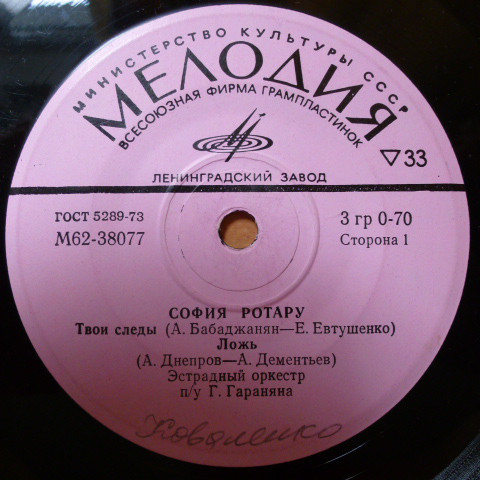 МИНИСТЕРСТВО КУЛЬТУРЫ СССР
МЕЛОДИЯ
ВСЕСОЮЗНАЯ ФИРМА ГРАМПЛАСТИНОК
▽33
ЛЕНИНГРАДСКИЙ ЗАВОД
ГОСТ 5289-73
М62-38077
3 гр 0-70
Сторона 1
СОФИЯ РОТАРУ
Твои следы (А. Бабаджанян—Е. Евтушенко)
Ложь
(А. Днепров—А. Дементьев)
Эстрадный оркестр
п/у Г. Гараняна
Коваленко